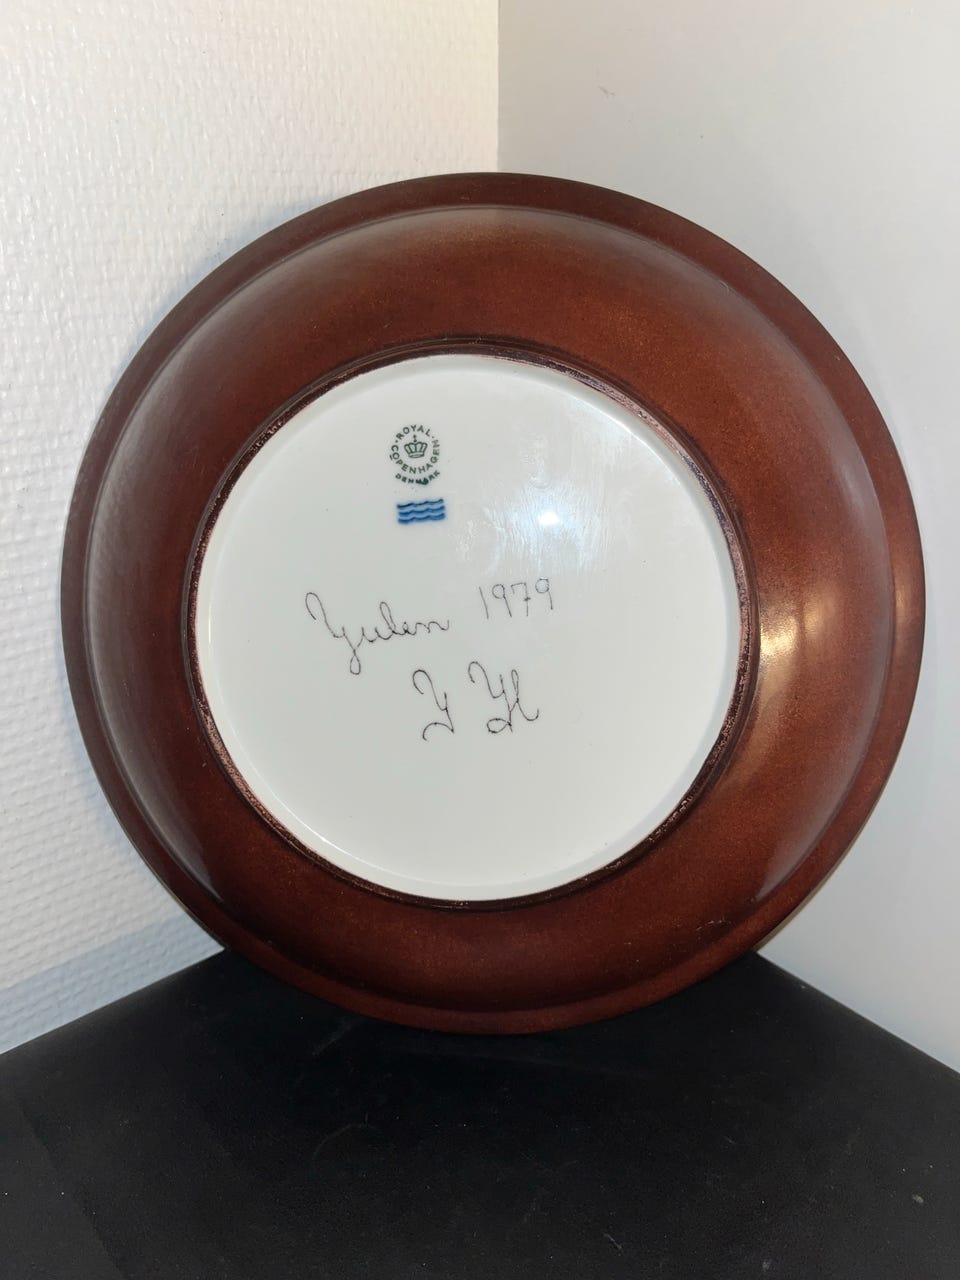 ROYAL
COPENHAGEN
DENMARK
Julen 1979